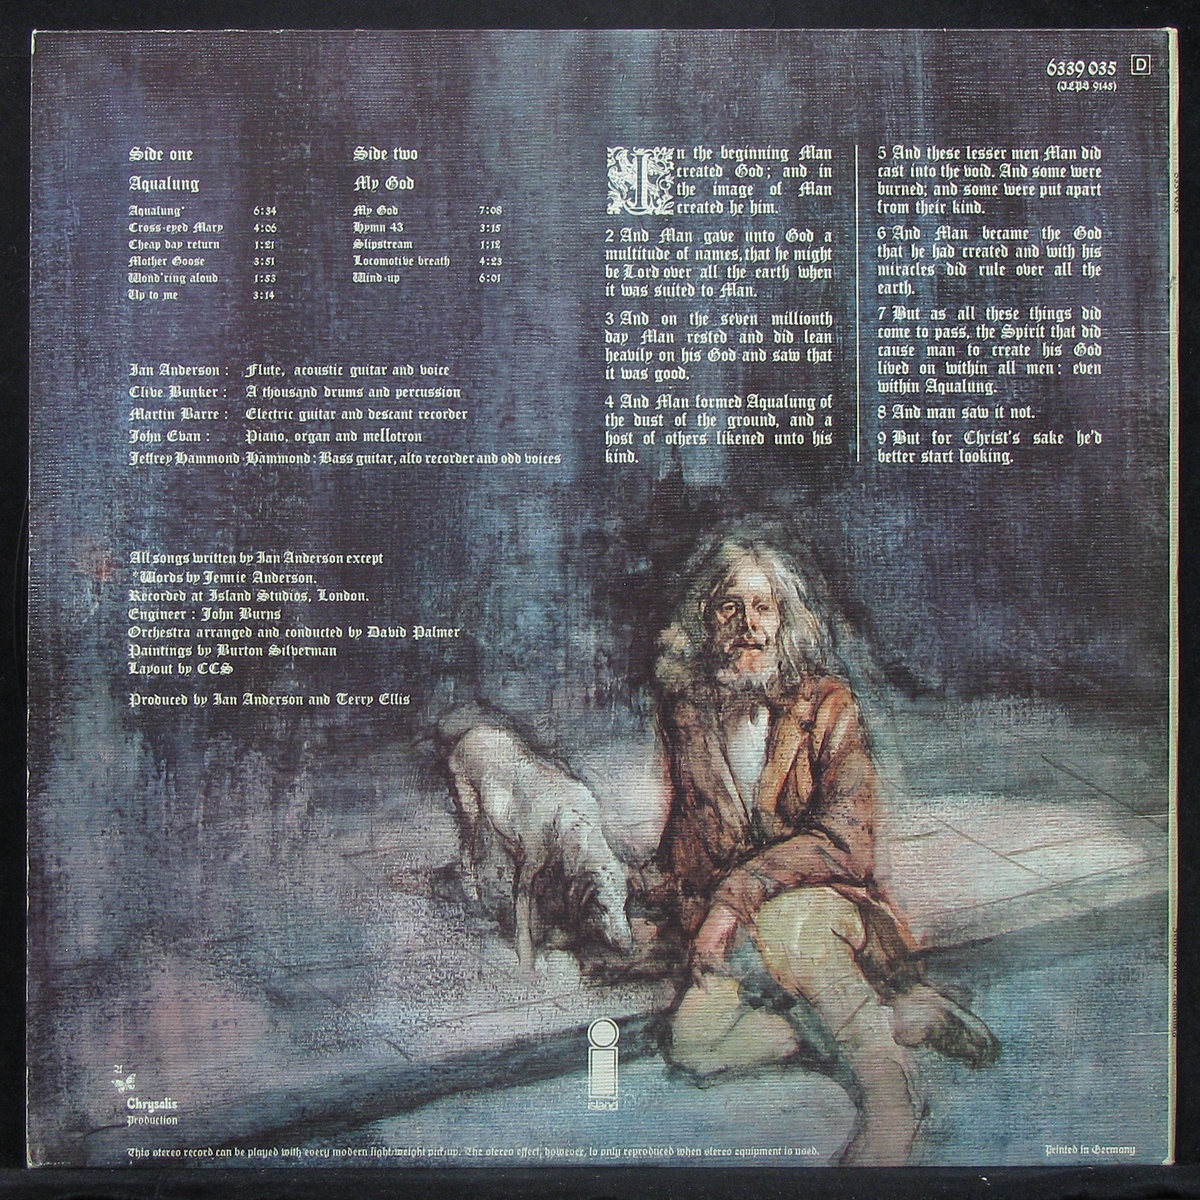 6339 035 D
(ILPS 9145)
Side one
Aqualung
Aqualung* 6:34
Cross-eyed Mary 4:06
Cheap day return 1:21
Mother Goose 3:51
Wond'ring aloud 1:53
Up to me 3:14
Side two
My God
My God 7:08
Hymn 43 3:15
Slipstream 1:12
Locomotive breath 4:23
Wind-up 6:01
Ian Anderson : Flute, acoustic guitar and voice
Clive Bunker : A thousand drums and percussion
Martin Barre : Electric guitar and descant recorder
John Evan : Piano, organ and mellotron
Jeffrey Hammond-Hammond : Bass guitar, alto recorder and odd voices
All songs written by Ian Anderson except
*Words by Jennie Anderson.
Recorded at Island Studios, London.
Engineer : John Burns
Orchestra arranged and conducted by David Palmer
Paintings by Burton Silverman
Layout by CCS
Produced by Ian Anderson and Terry Ellis
In the beginning Man
created God; and in
the image of Man
created he him.
2 And Man gave unto God a
multitude of names, that he might
be Lord over all the earth when
it was suited to Man.
3 And on the seven millionth
day Man rested and did lean
heavily on his God and saw that
it was good.
4 And Man formed Aqualung of
the dust of the ground, and a
host of others likened unto his
kind.
5 And these lesser men Man did
cast into the void. And some were
burned; and some were put apart
from their kind.
6 And Man became the God
that he had created and with his
miracles did rule over all the
earth.
7 But as all these things did
come to pass, the Spirit that did
cause man to create his God
lived on within all men : even
within Aqualung.
8 And man saw it not.
9 But for Christ's sake he'd
better start looking.
A
Chrysalis
Production
island
This stereo record can be played with every modern light-weight pick-up. The stereo effect, however, is only reproduced when stereo equipment is used.
Printed in Germany